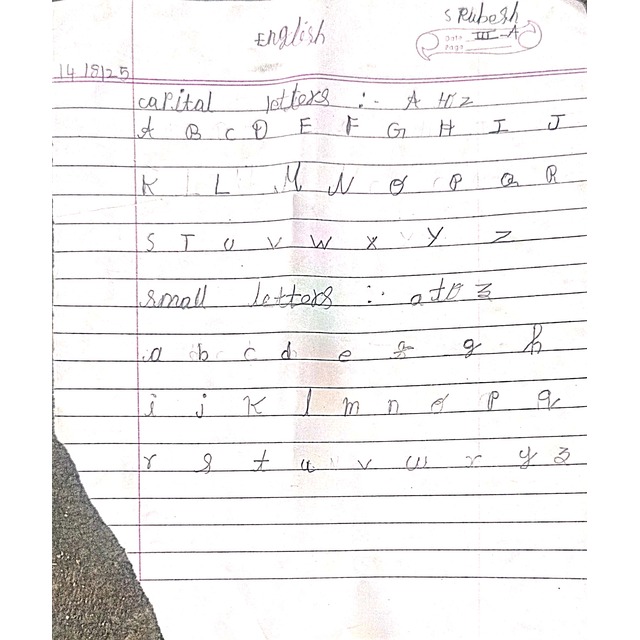 S Rubesh
English
Date III-A
Page
14/8/25
capital letters :- A to z
A B C D E F G H I J
K L M N O P Q R
S T U V W X Y Z
small letters :- a to z
a b c d e f g h
i j k l m n o p q
r s t u v w x y z